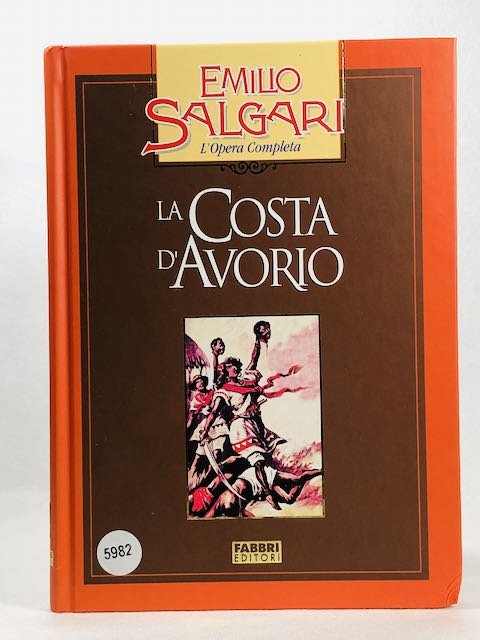 EMILIO
SALGARI
L'Opera Completa
LA COSTA
D'AVORIO
5982
FABBRI
EDITORI